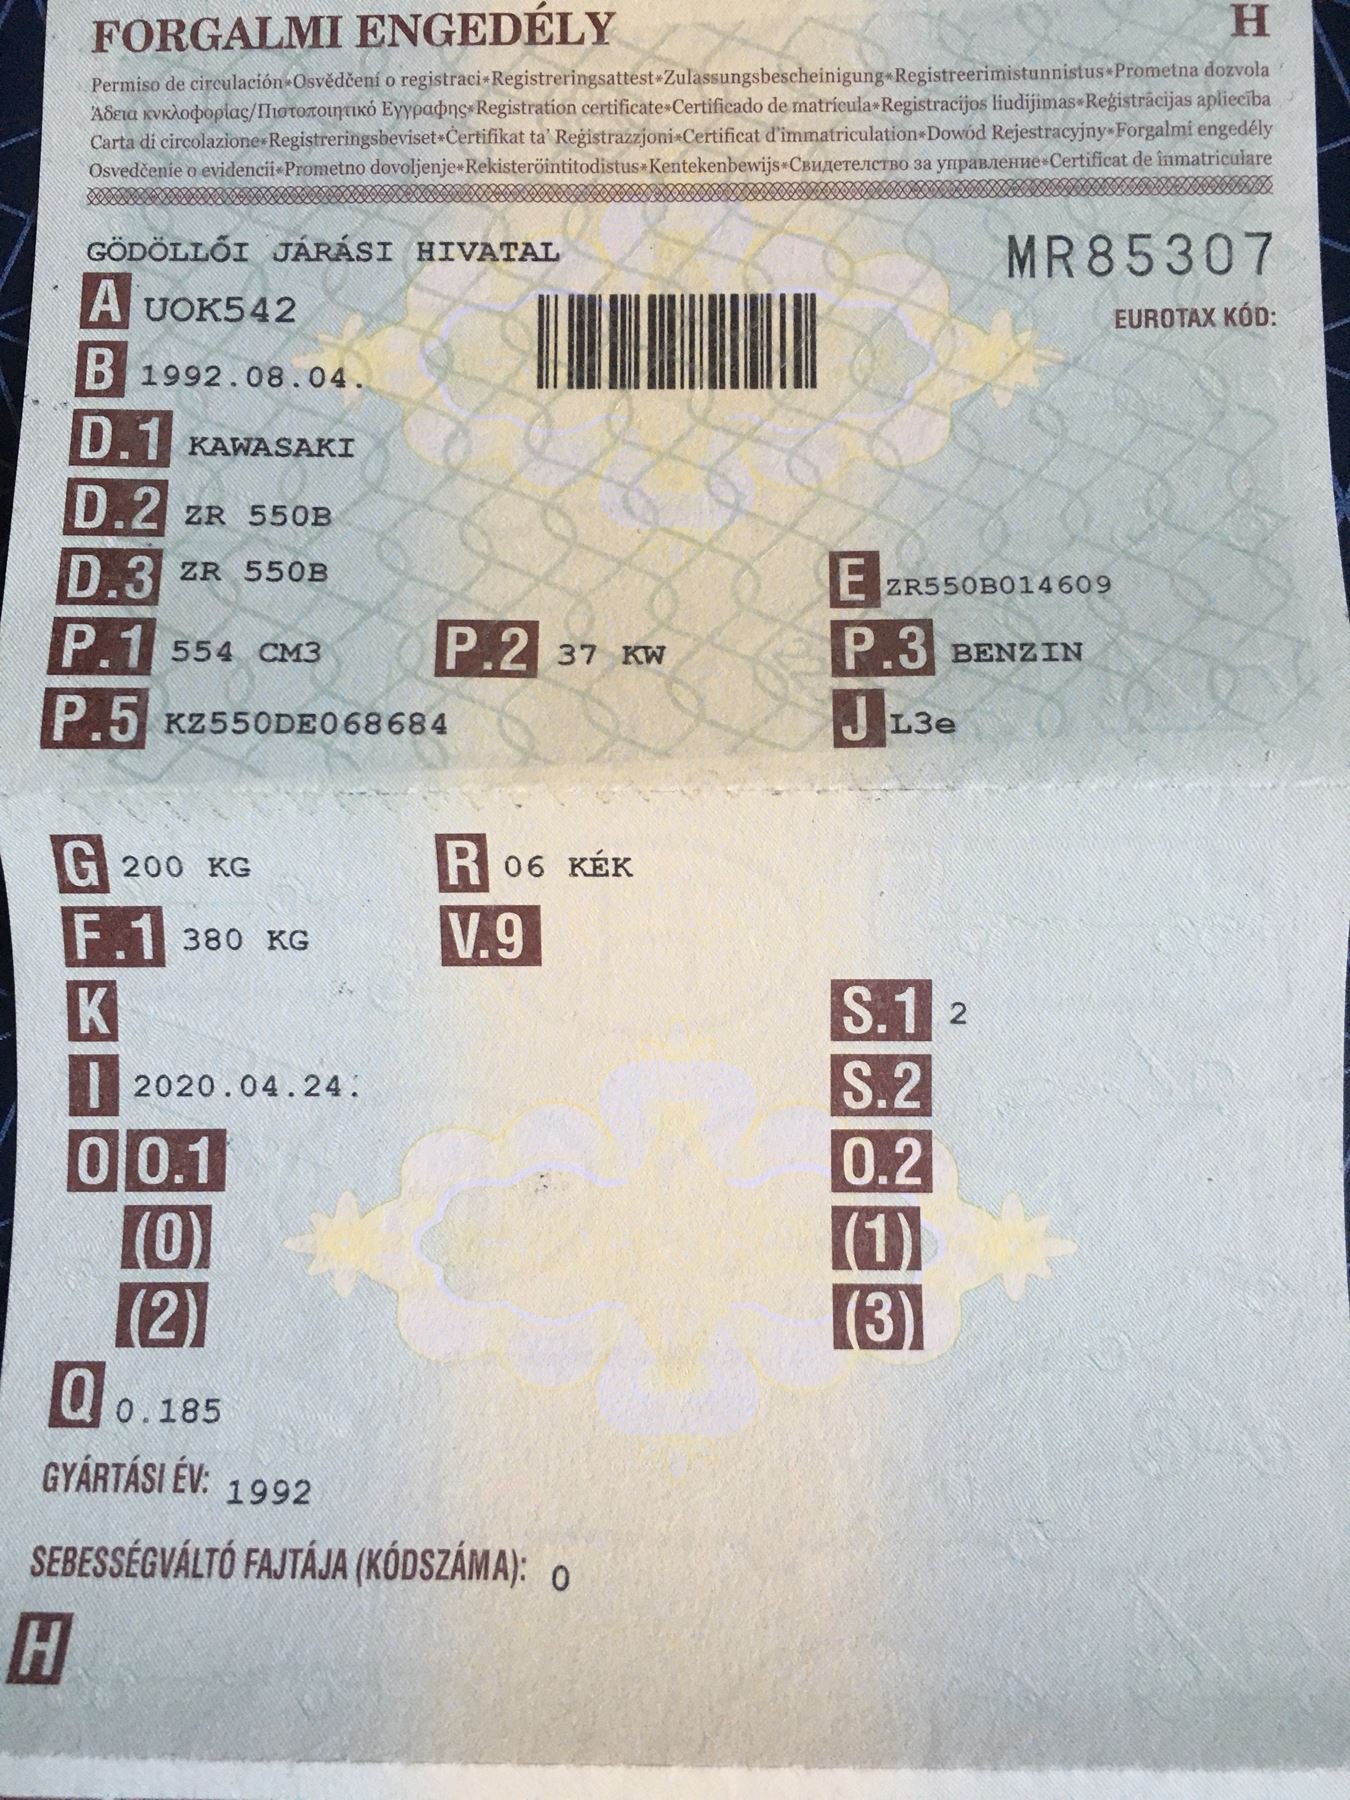 FORGALMI ENGEDÉLY H
Permiso de circulación*Osvědčení o registraci*Registreringsattest*Zulassungsbescheinigung*Registreerimistunnistus*Prometna dozvola
Άδεια κνκλοφορίας/Πιστοποιητικό Εγγραφης*Registration certificate*Certificado de matrícula*Registracijos liudijimas*Reģistrācijas apliecība
Carta di circolazione*Registreringsbeviset*Ċertifikat ta' Reġistrazzjoni*Certificat d'immatriculation*Dowód Rejestracyjny*Forgalmi engedély
Osvedčenie o evidencii*Prometno dovoljenje*Rekisteröintitodistus*Kentekenbewijs*Свидетелство за управление*Certificat de înmatriculare
GÖDÖLLŐI JÁRÁSI HIVATAL MR85307
A UOK542 EUROTAX KÓD:
B 1992.08.04.
D.1 KAWASAKI
D.2 ZR 550B
D.3 ZR 550B E ZR550B014609
P.1 554 CM3 P.2 37 KW P.3 BENZIN
P.5 KZ550DE068684 J L3e
G 200 KG R 06 KÉK
F.1 380 KG V.9
K S.1 2
I 2020.04.24. S.2
O O.1 O.2
(0) (1)
(2) (3)
Q 0.185
GYÁRTÁSI ÉV: 1992
SEBESSÉGVÁLTÓ FAJTÁJA (KÓDSZÁMA): 0
H